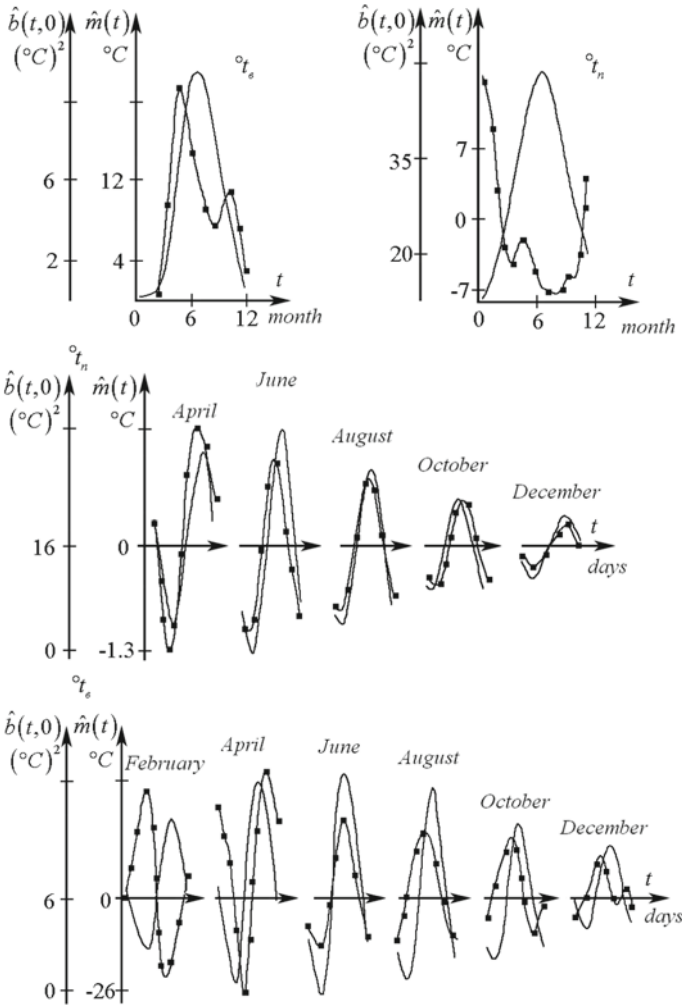 b̂(t,0) m̂(t)
(°C)² °C
°tₑ
6 12
2 4
t
0 6 12 month
b̂(t,0) m̂(t)
(°C)² °C
°tₙ
35 7
0
20
-7
t
0 6 12 month
°tₙ
b̂(t,0) m̂(t)
(°C)² °C
April
June
August
October
December
16 0
t
days
0 -1.3
°tₑ
b̂(t,0) m̂(t)
(°C)² °C
February
April
June
August
October
December
6 0
t
days
0 -26